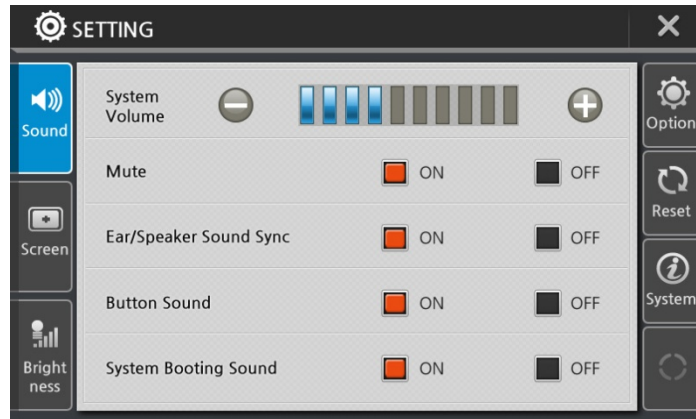 SETTING
Sound
Screen
Bright
ness
System
Volume
Mute
ON
OFF
Ear/Speaker Sound Sync
ON
OFF
Button Sound
ON
OFF
System Booting Sound
ON
OFF
Option
Reset
System